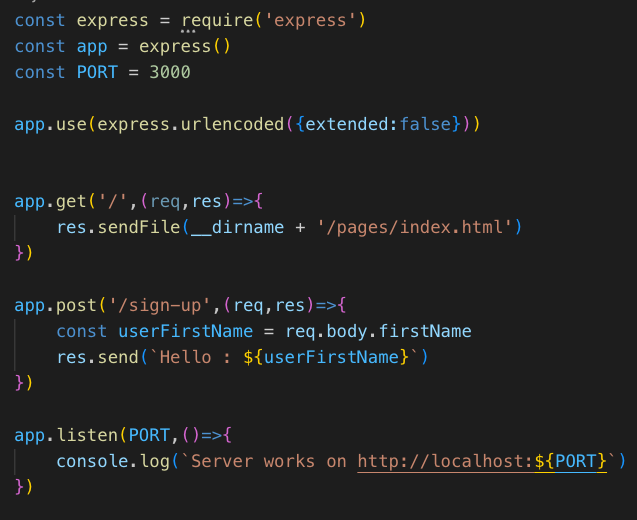 const express = require('express')
const app = express()
const PORT = 3000
app.use(express.urlencoded({extended:false}))
app.get('/',(req,res)=>{
    res.sendFile(__dirname + '/pages/index.html')
})
app.post('/sign-up',(req,res)=>{
    const userFirstName = req.body.firstName
    res.send(`Hello : ${userFirstName}`)
})
app.listen(PORT,()=>{
    console.log(`Server works on http://localhost:${PORT}`)
})